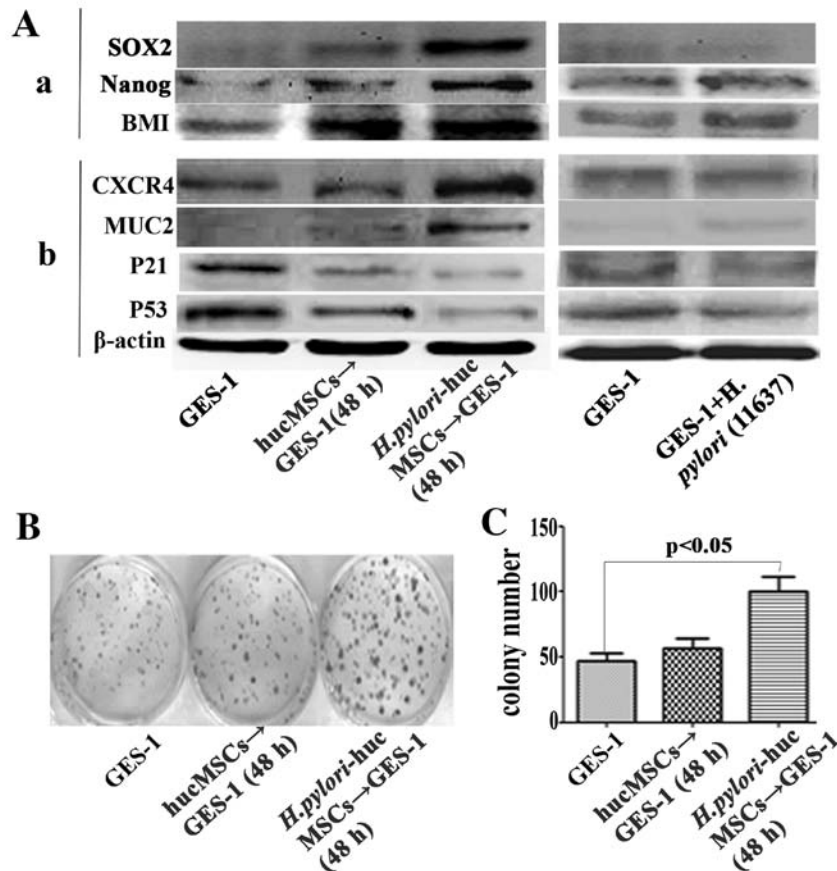 A
a
SOX2
Nanog
BMI
b
CXCR4
MUC2
P21
P53
β-actin
GES-1
hucMSCs→
GES-1(48 h)
H.pylori-huc
MSCs→GES-1
(48 h)
GES-1
GES-1+H.
pylori (11637)
B
GES-1
hucMSCs→
GES-1 (48 h)
H.pylori-huc
MSCs→GES-1
(48 h)
C
colony number
150
100
50
0
p<0.05
GES-1
hucMSCs→
GES-1 (48 h)
H.pylori-huc
MSCs→GES-1
(48 h)